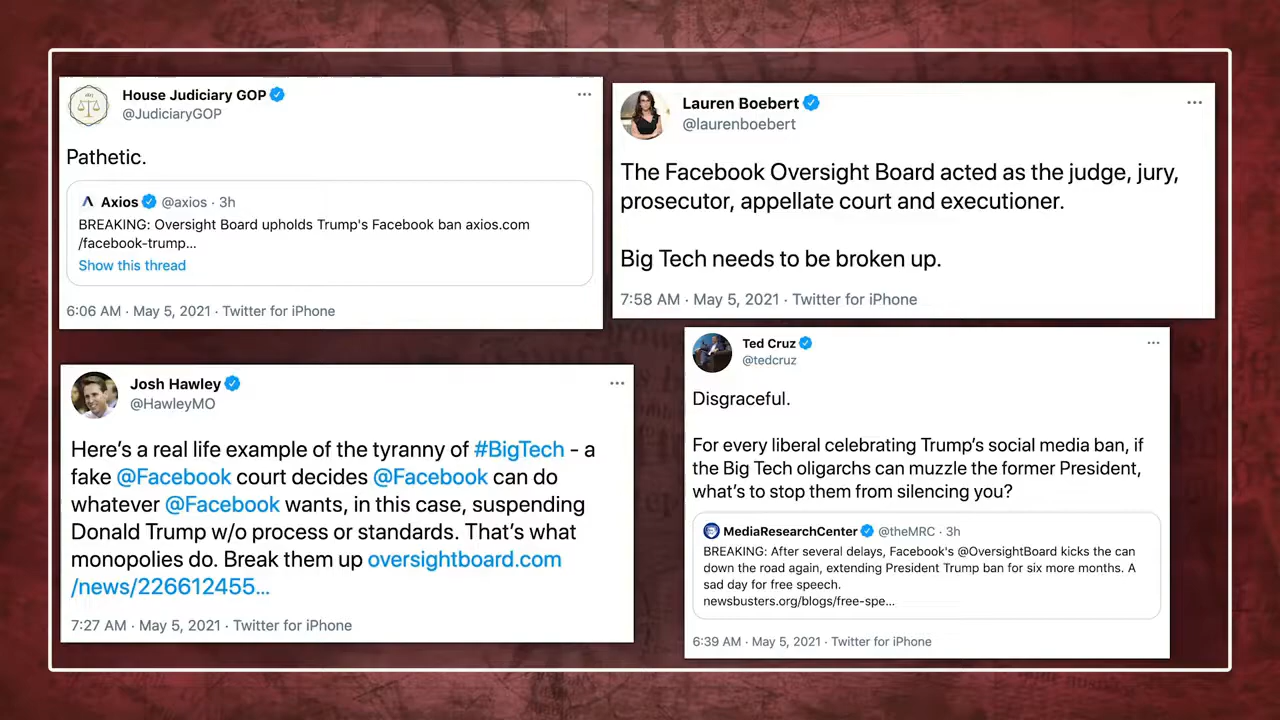 House Judiciary GOP
@JudiciaryGOP
Pathetic.
Axios @axios · 3h
BREAKING: Oversight Board upholds Trump's Facebook ban axios.com
/facebook-trump...
Show this thread
6:06 AM · May 5, 2021 · Twitter for iPhone
Lauren Boebert
@laurenboebert
The Facebook Oversight Board acted as the judge, jury,
prosecutor, appellate court and executioner.
Big Tech needs to be broken up.
7:58 AM · May 5, 2021 · Twitter for iPhone
Josh Hawley
@HawleyMO
Here's a real life example of the tyranny of #BigTech - a
fake @Facebook court decides @Facebook can do
whatever @Facebook wants, in this case, suspending
Donald Trump w/o process or standards. That's what
monopolies do. Break them up oversightboard.com
/news/226612455...
7:27 AM · May 5, 2021 · Twitter for iPhone
Ted Cruz
@tedcruz
Disgraceful.
For every liberal celebrating Trump's social media ban, if
the Big Tech oligarchs can muzzle the former President,
what's to stop them from silencing you?
MediaResearchCenter @theMRC · 3h
BREAKING: After several delays, Facebook's @OversightBoard kicks the can
down the road again, extending President Trump ban for six more months. A
sad day for free speech.
newsbusters.org/blogs/free-spe...
6:39 AM · May 5, 2021 · Twitter for iPhone